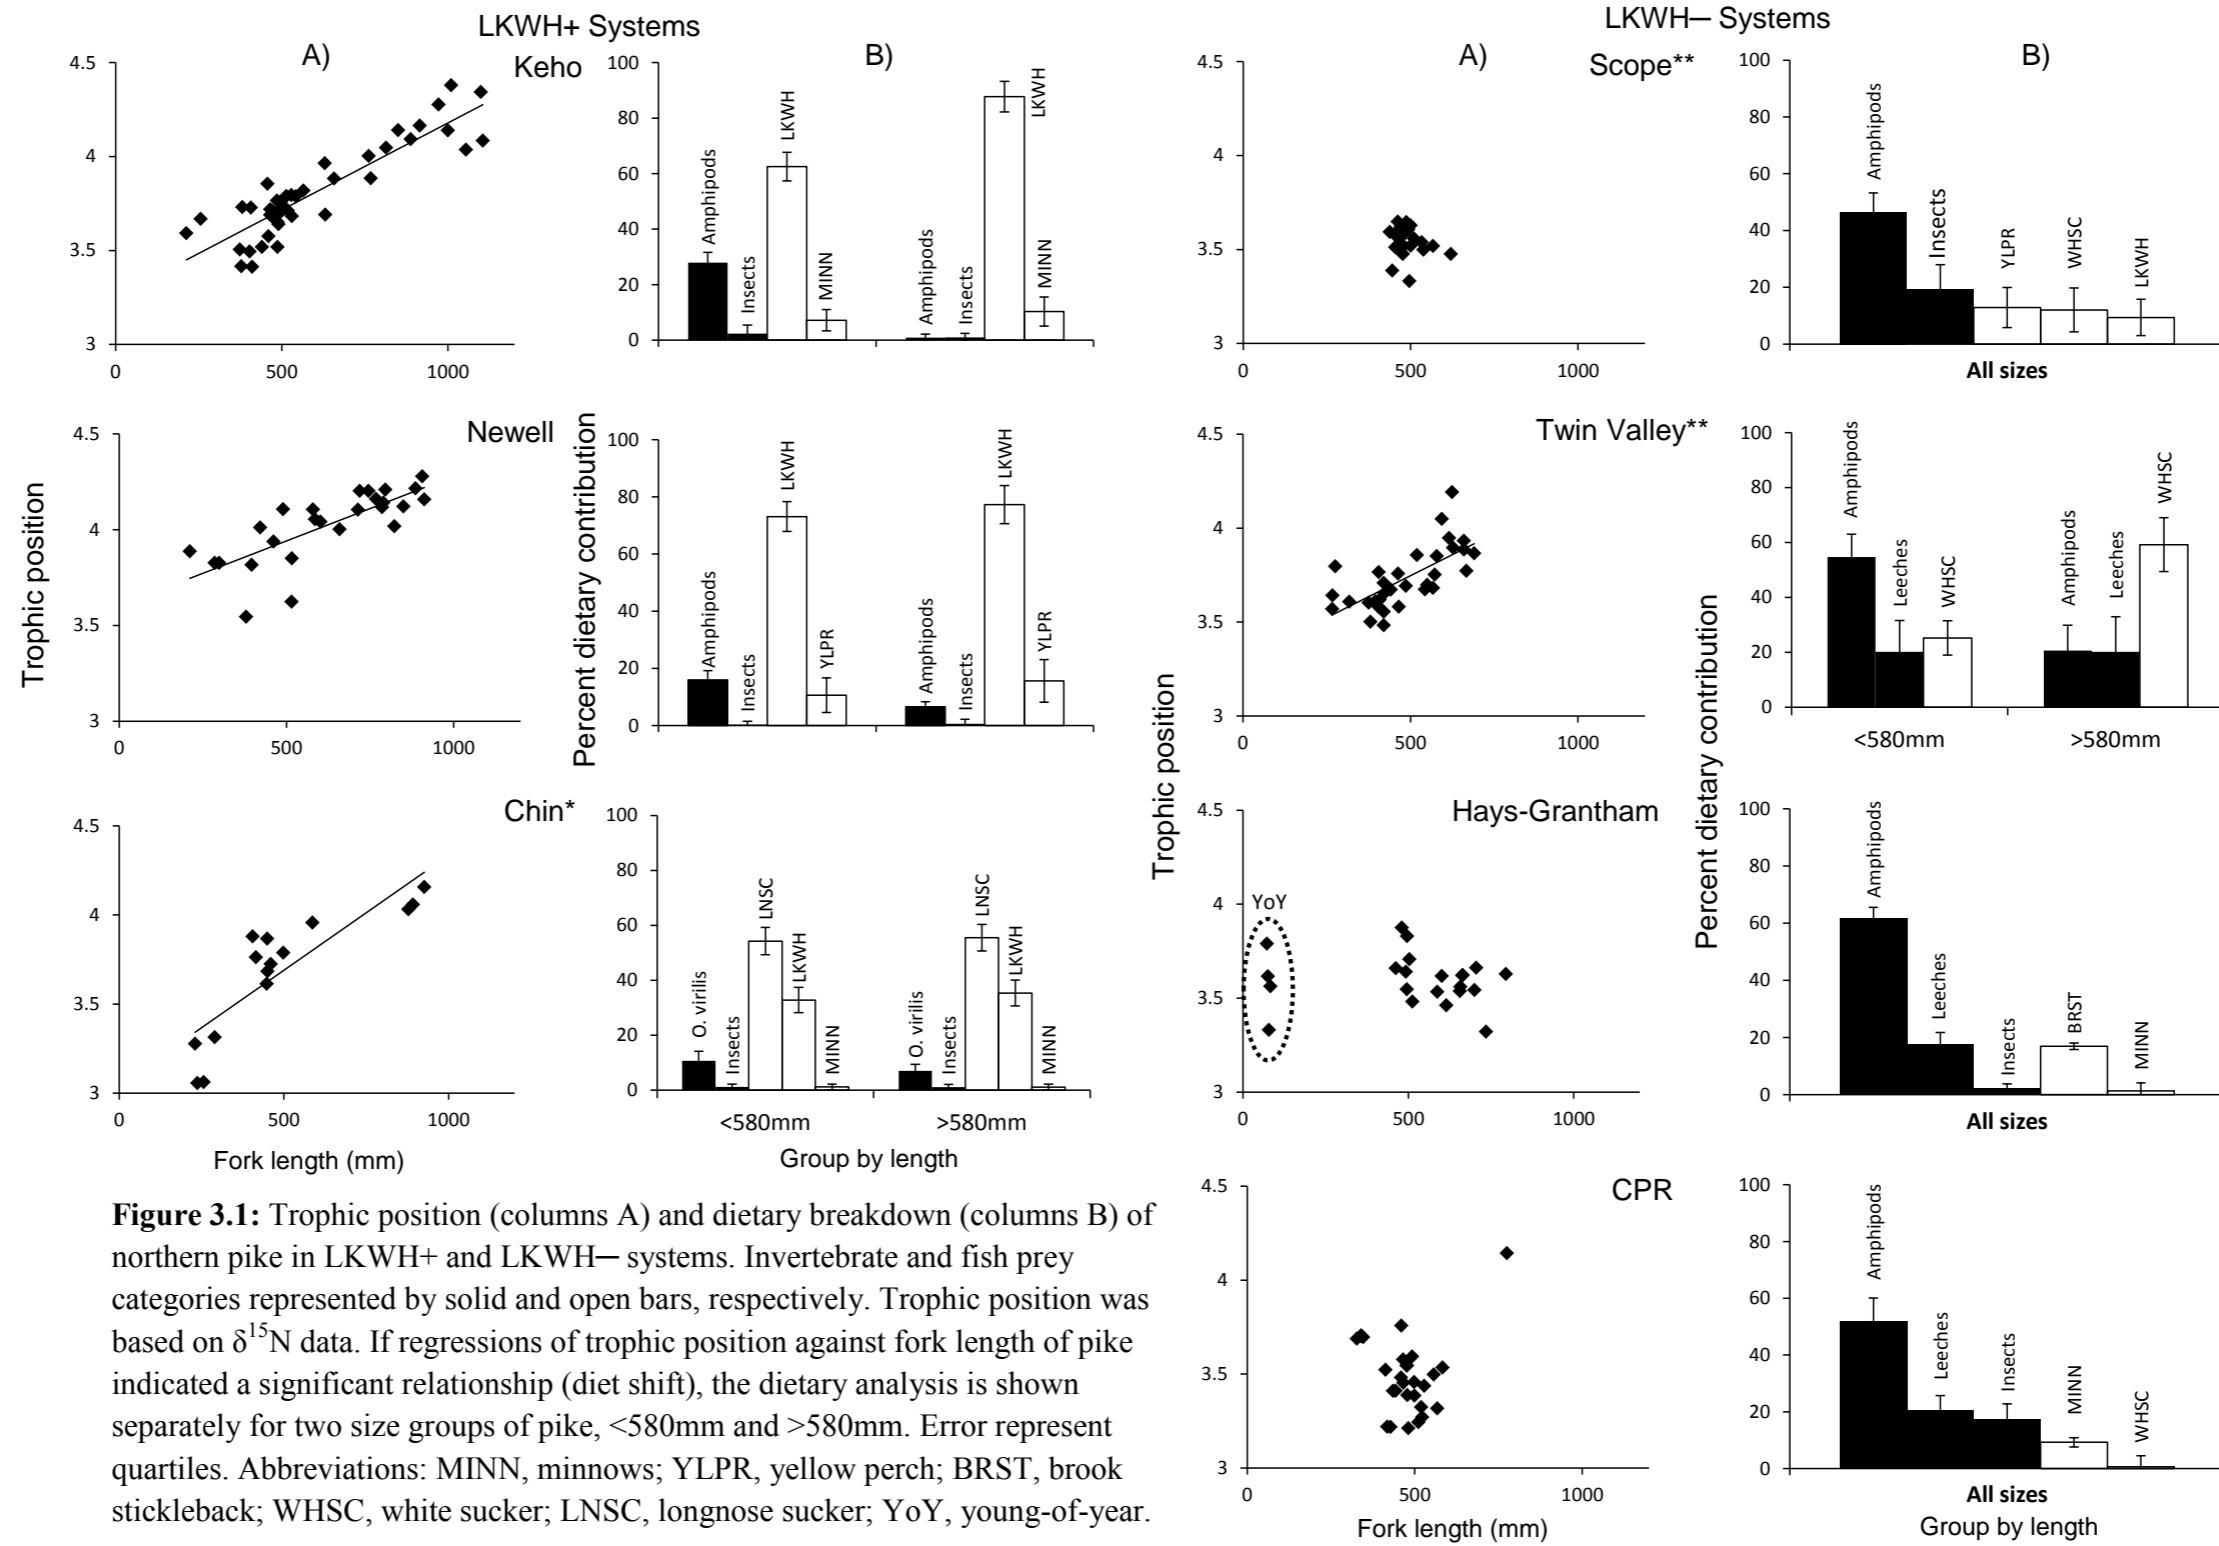 LKWH+ Systems
A)
Keho
B)
4.5
4
3.5
3
0
500
1000
100
80
60
40
20
0
Amphipods
Insects
LKWH
MINN
Amphipods
Insects
LKWH
MINN
Newell
4.5
4
3.5
3
0
500
1000
100
80
60
40
20
0
Amphipods
Insects
LKWH
YLPR
Amphipods
Insects
LKWH
YLPR
Trophic position
Percent dietary contribution
Chin*
4.5
4
3.5
3
0
500
1000
Fork length (mm)
100
80
60
40
20
0
O. virilis
Insects
LNSC
LKWH
MINN
O. virilis
Insects
LNSC
LKWH
MINN
<580mm
>580mm
Group by length
LKWH─ Systems
A)
Scope**
B)
4.5
4
3.5
3
0
500
1000
100
80
60
40
20
0
Amphipods
Insects
YLPR
WHSC
LKWH
All sizes
Twin Valley**
4.5
4
3.5
3
0
500
1000
100
80
60
40
20
0
Amphipods
Leeches
WHSC
Amphipods
Leeches
WHSC
<580mm
>580mm
Trophic position
Percent dietary contribution
Hays-Grantham
4.5
4
3.5
3
YoY
0
500
1000
100
80
60
40
20
0
Amphipods
Leeches
Insects
BRST
MINN
All sizes
CPR
4.5
4
3.5
3
0
500
1000
Fork length (mm)
100
80
60
40
20
0
Amphipods
Leeches
Insects
MINN
WHSC
All sizes
Group by length
Figure 3.1: Trophic position (columns A) and dietary breakdown (columns B) of
northern pike in LKWH+ and LKWH─ systems. Invertebrate and fish prey
categories represented by solid and open bars, respectively. Trophic position was
based on δ¹⁵N data. If regressions of trophic position against fork length of pike
indicated a significant relationship (diet shift), the dietary analysis is shown
separately for two size groups of pike, <580mm and >580mm. Error represent
quartiles. Abbreviations: MINN, minnows; YLPR, yellow perch; BRST, brook
stickleback; WHSC, white sucker; LNSC, longnose sucker; YoY, young-of-year.